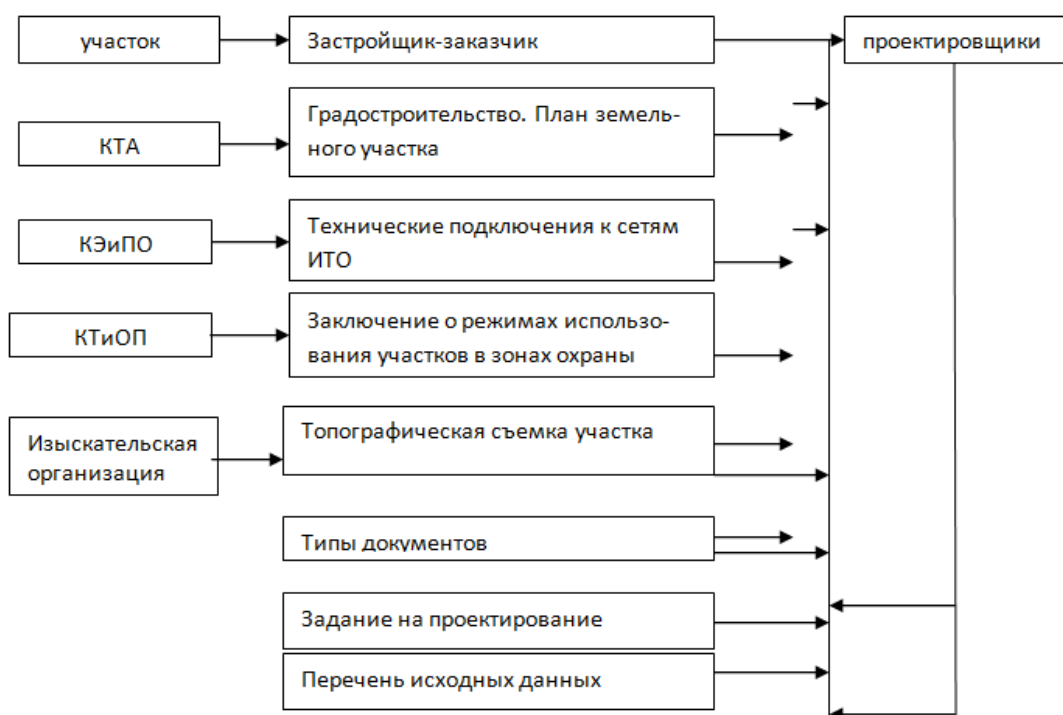 участок
Застройщик-заказчик
проектировщики
КТА
Градостроительство. План земель-
ного участка
КЭиПО
Технические подключения к сетям
ИТО
КТиОП
Заключение о режимах использо-
вания участков в зонах охраны
Изыскательская
организация
Топографическая съемка участка
Типы документов
Задание на проектирование
Перечень исходных данных